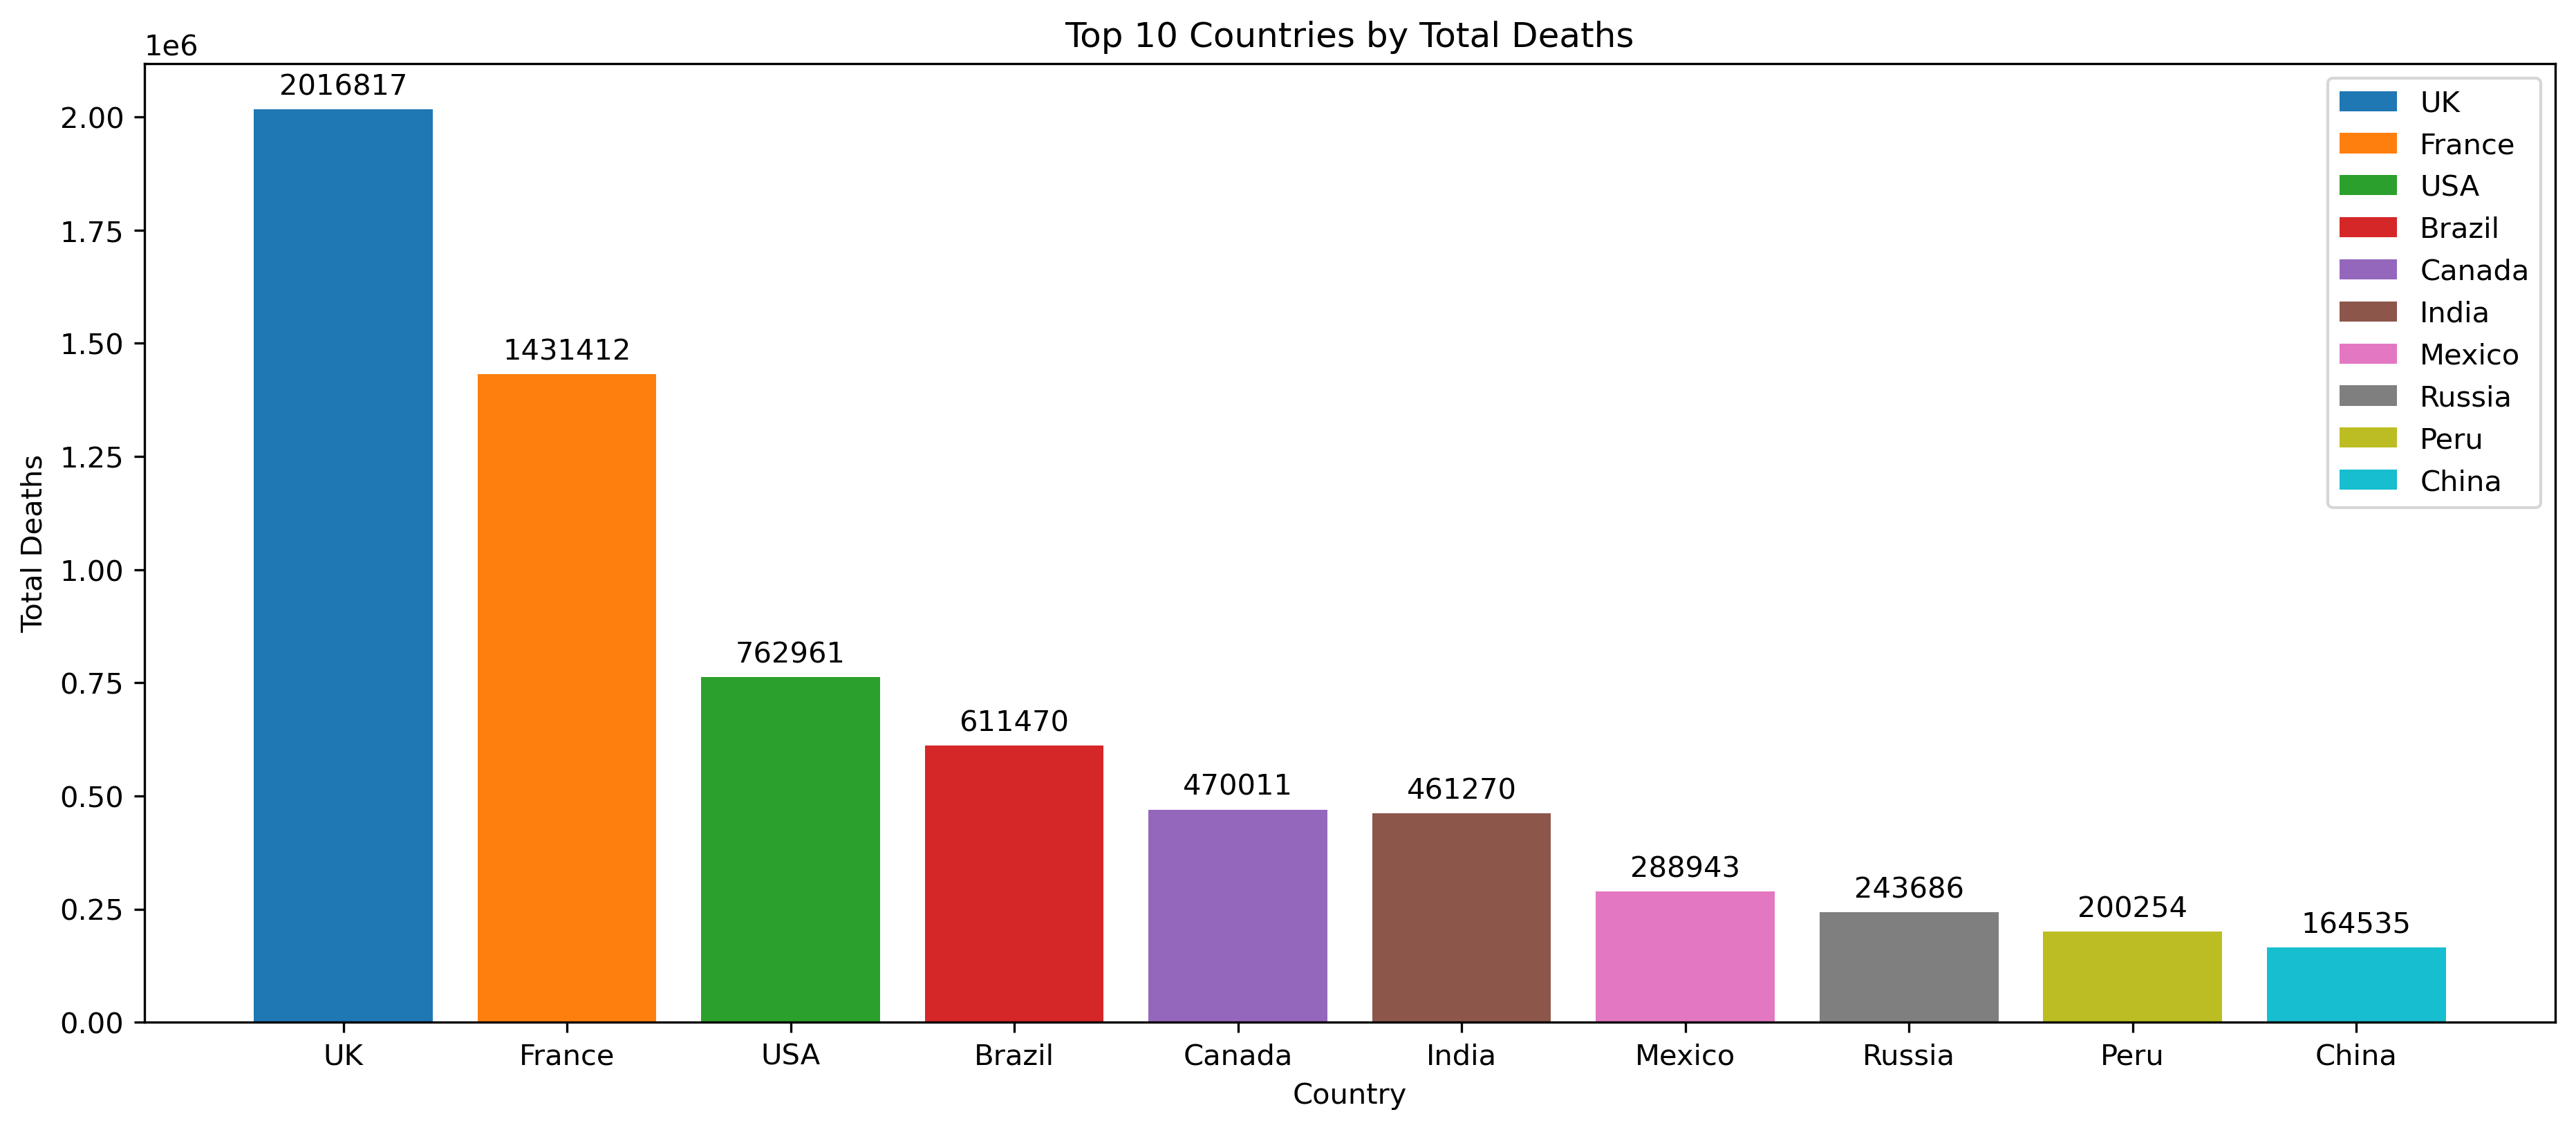 Top 10 Countries by Total Deaths
1e6
2.00
1.75
1.50
1.25
1.00
0.75
0.50
0.25
0.00
Total Deaths
2016817
1431412
762961
611470
470011
461270
288943
243686
200254
164535
UK
France
USA
Brazil
Canada
India
Mexico
Russia
Peru
China
UK France USA Brazil Canada India Mexico Russia Peru China
Country